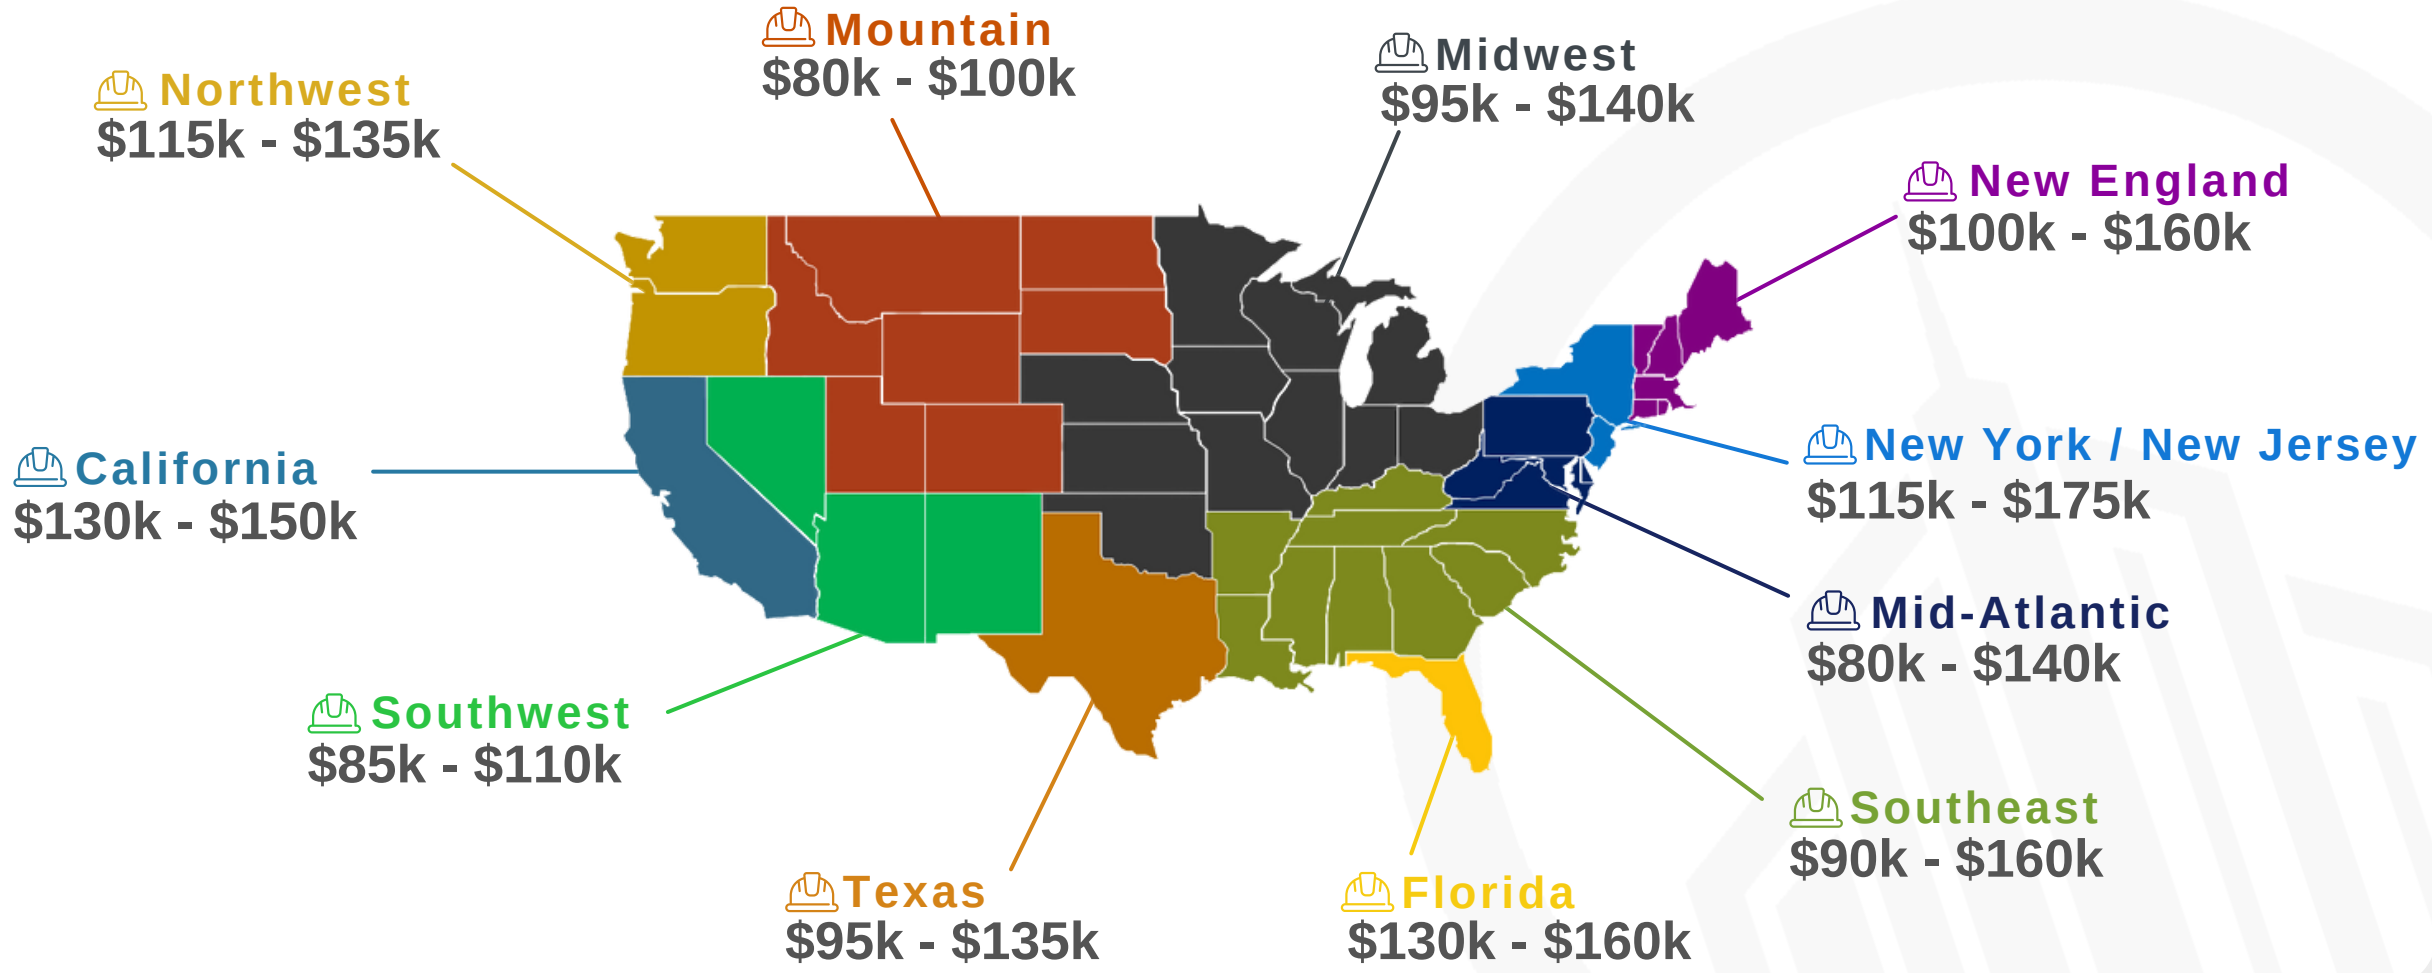 Mountain
$80k - $100k
Midwest
$95k - $140k
Northwest
$115k - $135k
New England
$100k - $160k
California
$130k - $150k
New York / New Jersey
$115k - $175k
Mid-Atlantic
$80k - $140k
Southwest
$85k - $110k
Southeast
$90k - $160k
Texas
$95k - $135k
Florida
$130k - $160k